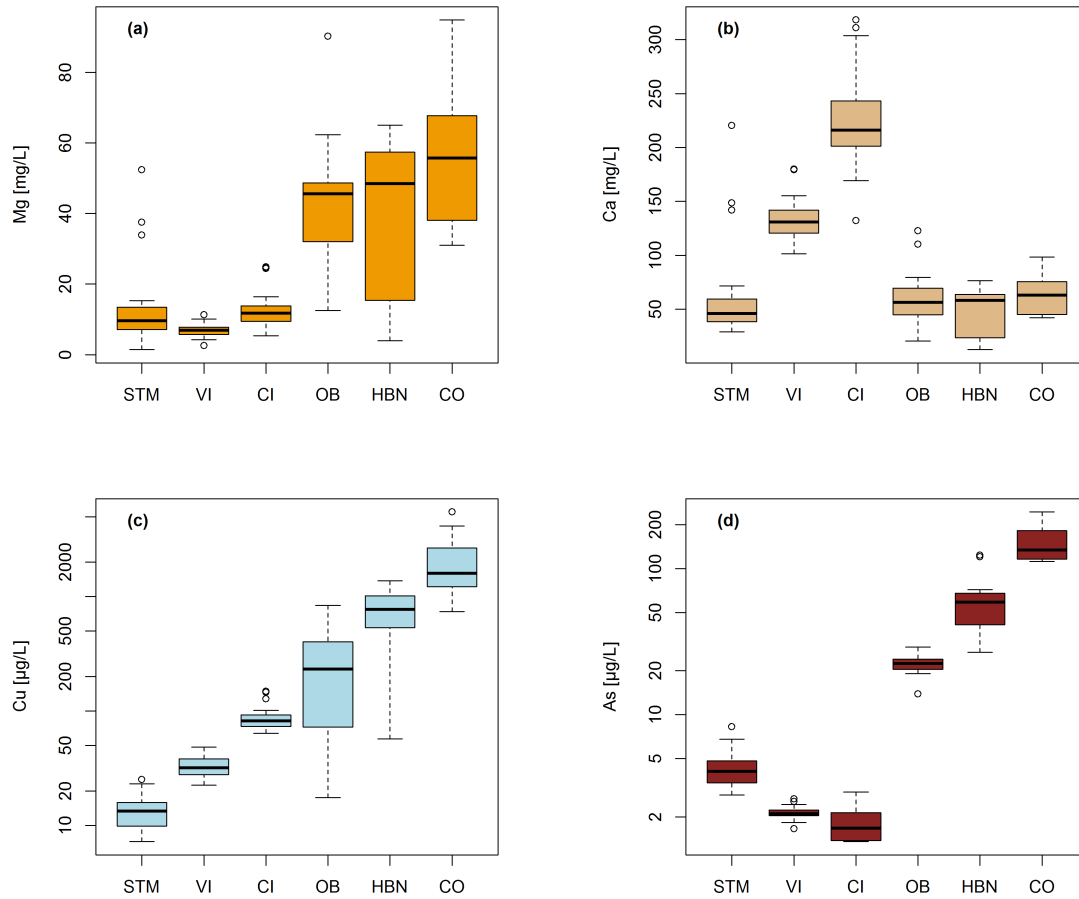 (a)
Mg [mg/L]
80
60
40
20
0
STM VI CI OB HBN CO
(b)
Ca [mg/L]
300
250
200
150
100
50
STM VI CI OB HBN CO
(c)
Cu [µg/L]
2000
500
200
50
20
10
STM VI CI OB HBN CO
(d)
As [µg/L]
200
100
50
20
10
5
2
STM VI CI OB HBN CO